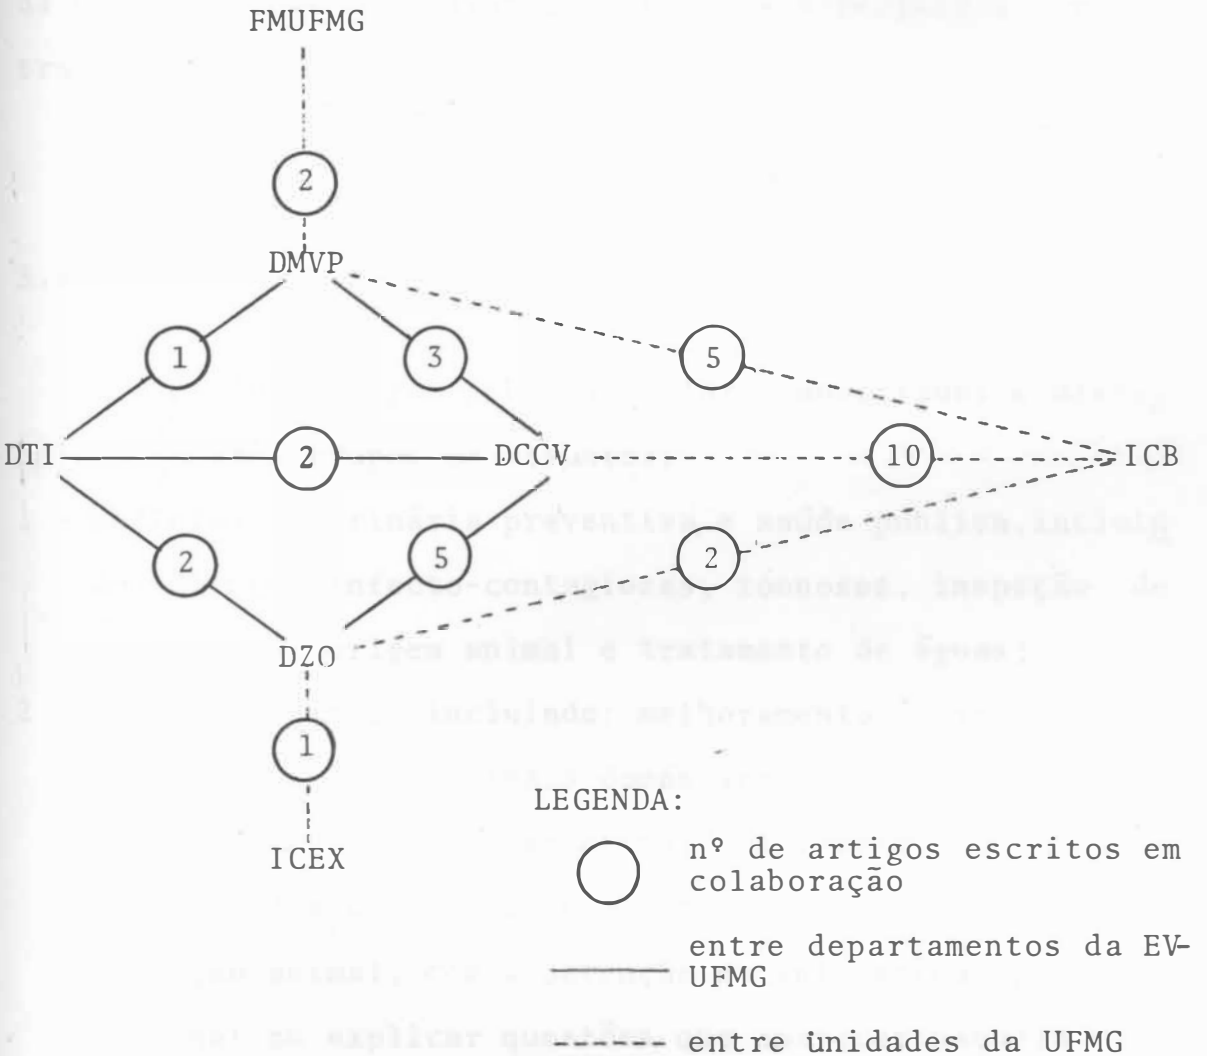 FMUFMG
2
DMVP
1
3
5
DTI
2
DCCV
10
ICB
2
5
2
DZO
1
ICEX
LEGENDA:
nº de artigos escritos em
colaboração
entre departamentos da EV-
UFMG
entre unidades da UFMG